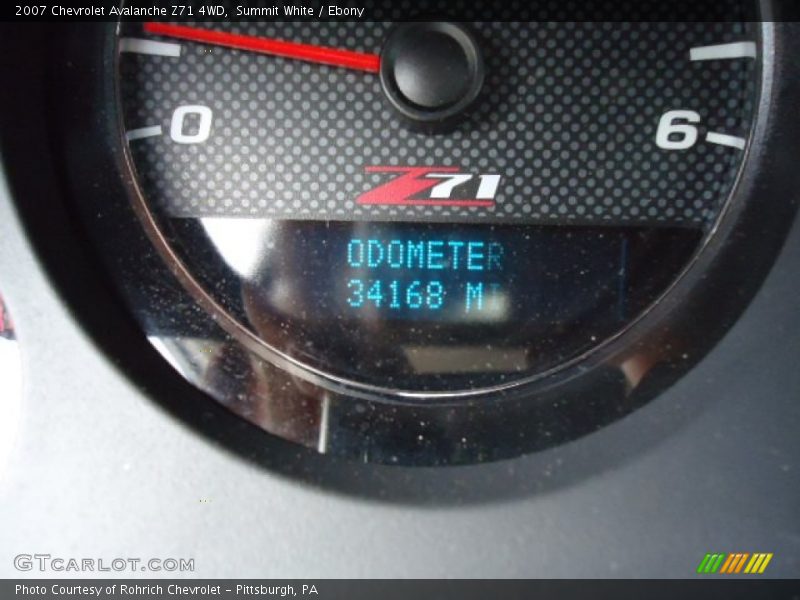 2007 Chevrolet Avalanche Z71 4WD, Summit White / Ebony
0
6
Z71
ODOMETER
34168 MI
GTCARLOT.COM
Photo Courtesy of Rohrich Chevrolet - Pittsburgh, PA